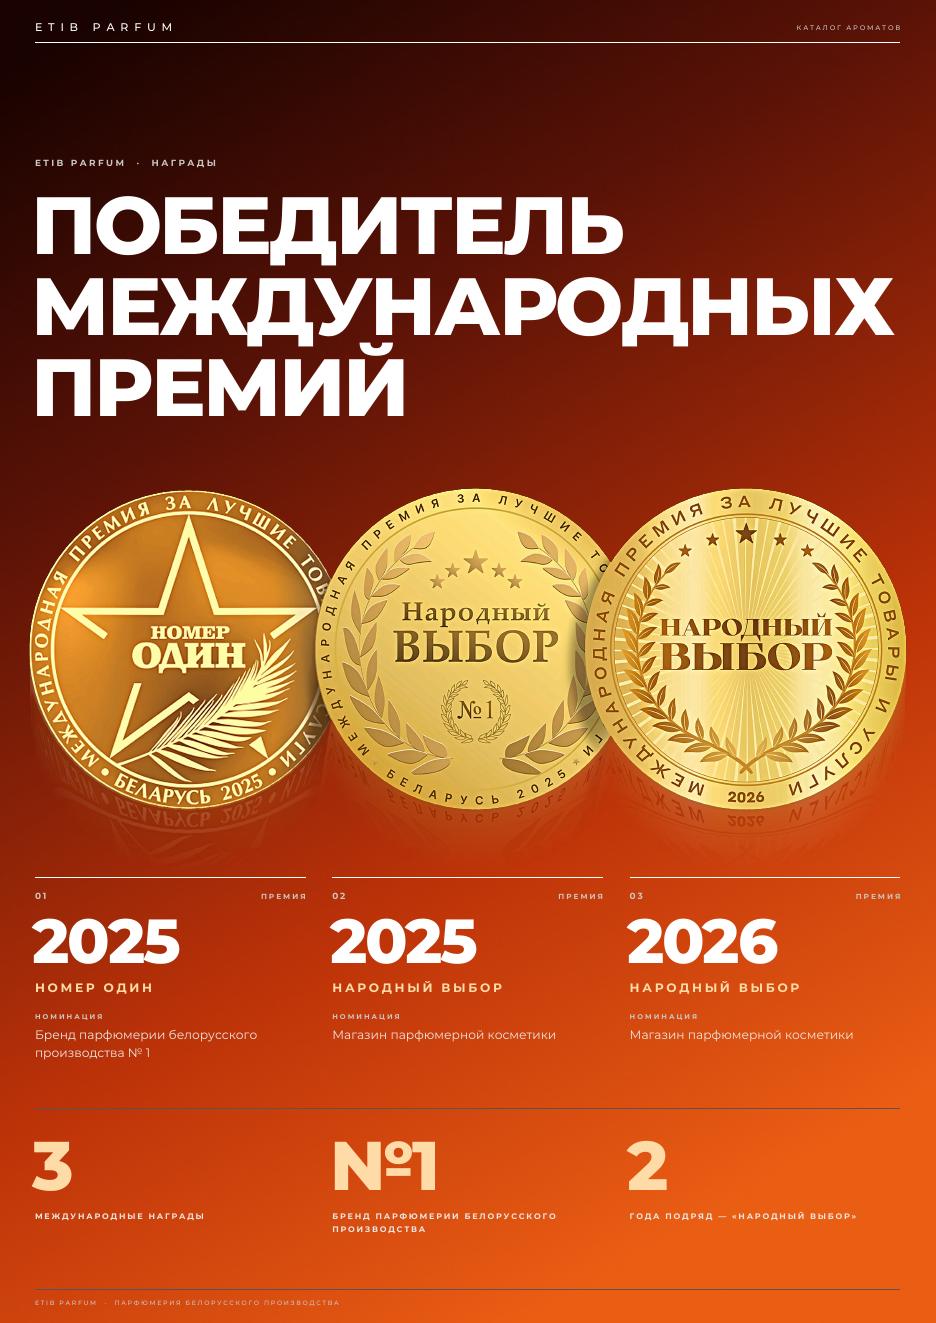 ETIB PARFUM
КАТАЛОГ АРОМАТОВ
ETIB PARFUM · НАГРАДЫ
ПОБЕДИТЕЛЬ
МЕЖДУНАРОДНЫХ
ПРЕМИЙ
МЕЖДУНАРОДНАЯ ПРЕМИЯ ЗА ЛУЧШИЕ
НОМЕР
ОДИН
• БЕЛАРУСЬ 2025 •
МЕЖДУНАРОДНАЯ ПРЕМИЯ ЗА ЛУЧШИЕ
Народный
ВЫБОР
№1
БЕЛАРУСЬ 2025
МЕЖДУНАРОДНАЯ ПРЕМИЯ ЗА ЛУЧШИЕ ТОВАРЫ И УСЛУГИ
НАРОДНЫЙ
ВЫБОР
2026
01
ПРЕМИЯ
2025
НОМЕР ОДИН
НОМИНАЦИЯ
Бренд парфюмерии белорусского
производства № 1
02
ПРЕМИЯ
2025
НАРОДНЫЙ ВЫБОР
НОМИНАЦИЯ
Магазин парфюмерной косметики
03
ПРЕМИЯ
2026
НАРОДНЫЙ ВЫБОР
НОМИНАЦИЯ
Магазин парфюмерной косметики
3
МЕЖДУНАРОДНЫЕ НАГРАДЫ
№1
БРЕНД ПАРФЮМЕРИИ БЕЛОРУССКОГО
ПРОИЗВОДСТВА
2
ГОДА ПОДРЯД — «НАРОДНЫЙ ВЫБОР»
ETIB PARFUM · ПАРФЮМЕРИЯ БЕЛОРУССКОГО ПРОИЗВОДСТВА